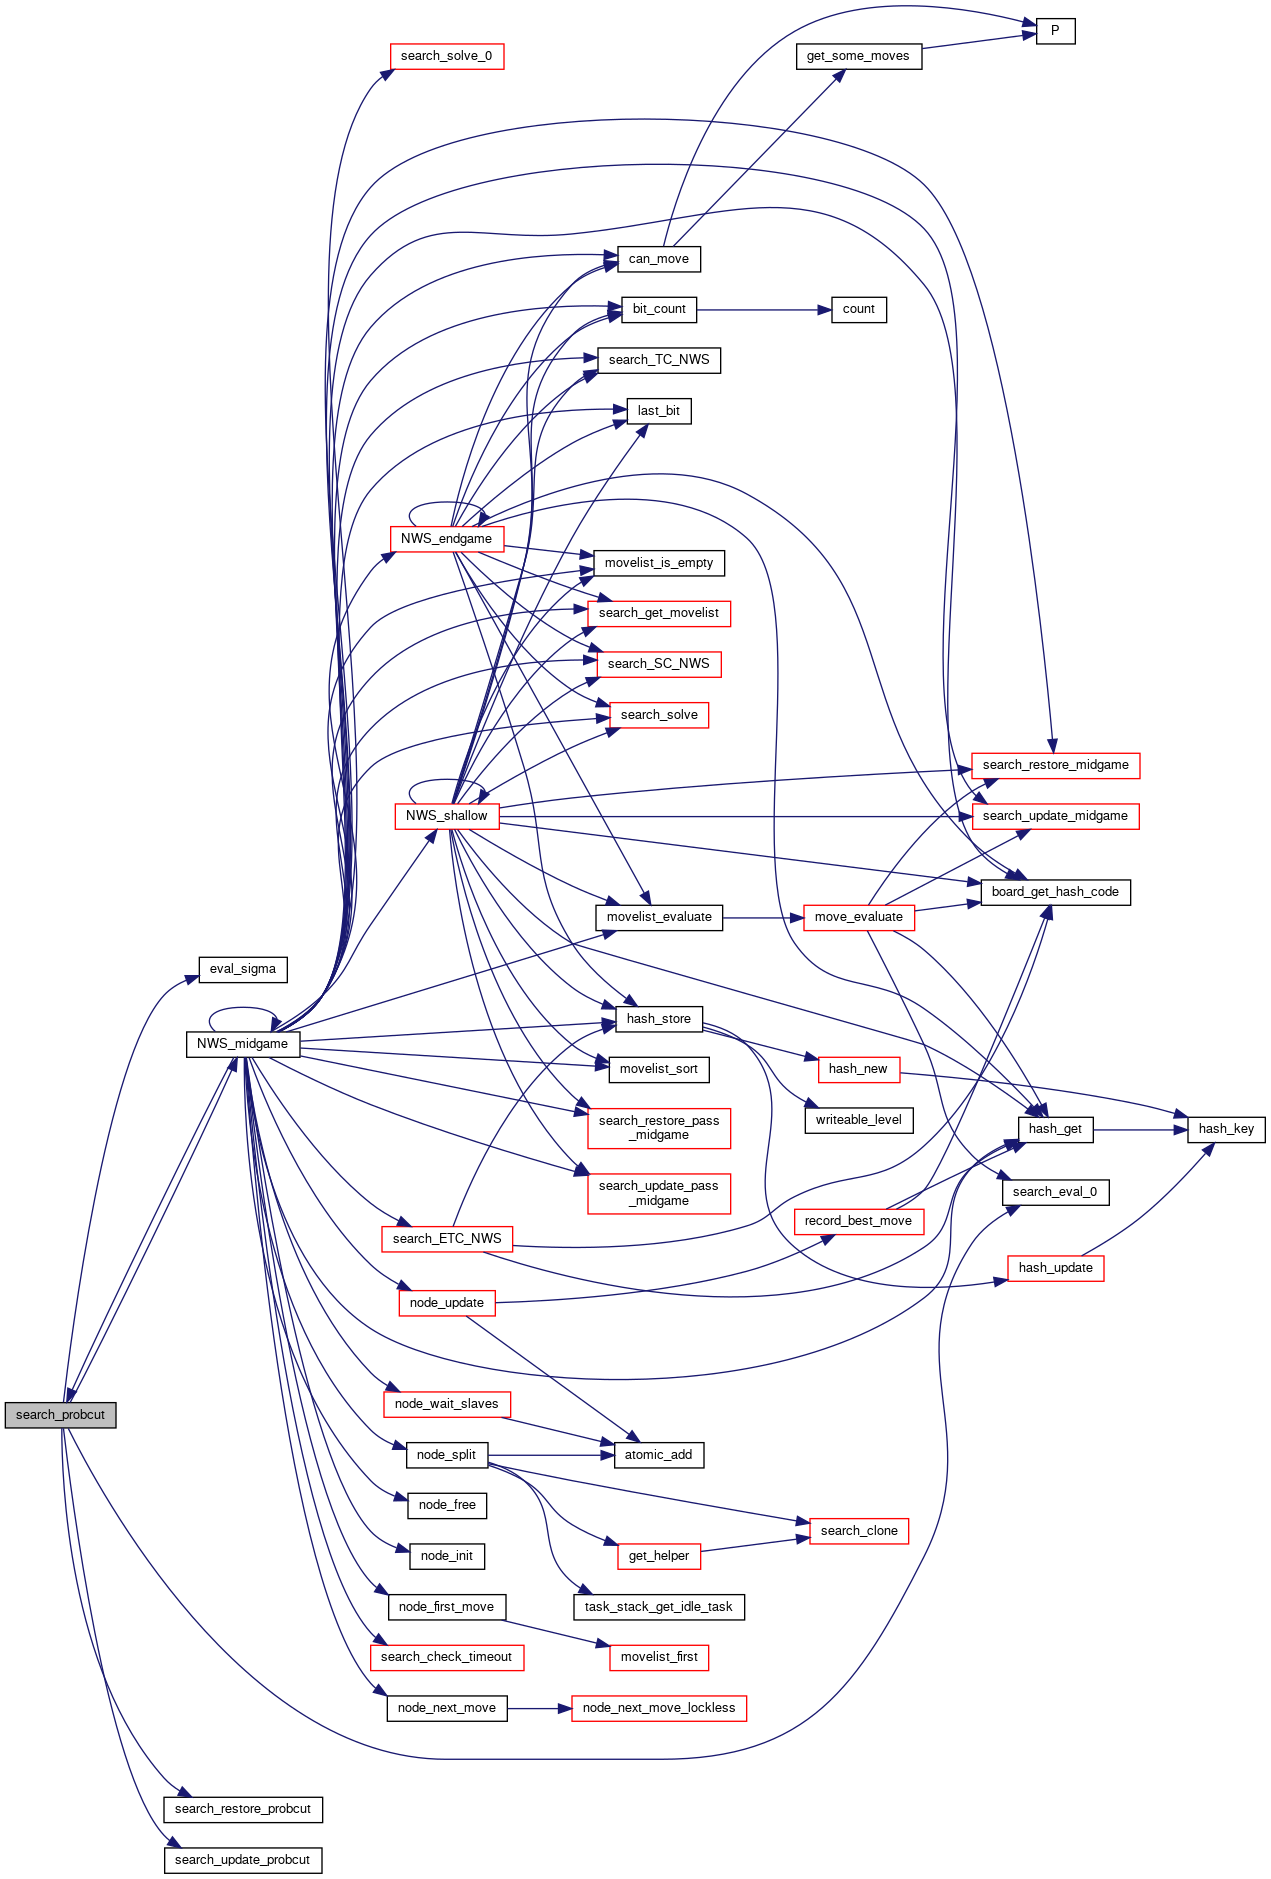 P
search_solve_0
get_some_moves
can_move
bit_count
count
search_TC_NWS
last_bit
NWS_endgame
movelist_is_empty
search_get_movelist
search_SC_NWS
search_solve
search_restore_midgame
NWS_shallow
search_update_midgame
board_get_hash_code
movelist_evaluate
move_evaluate
eval_sigma
hash_store
NWS_midgame
movelist_sort
hash_new
writeable_level
search_restore_pass
_midgame
hash_get
hash_key
search_update_pass
_midgame
search_eval_0
record_best_move
search_ETC_NWS
hash_update
node_update
node_wait_slaves
search_probcut
node_split
atomic_add
node_free
search_clone
node_init
get_helper
node_first_move
task_stack_get_idle_task
search_check_timeout
movelist_first
node_next_move
node_next_move_lockless
search_restore_probcut
search_update_probcut